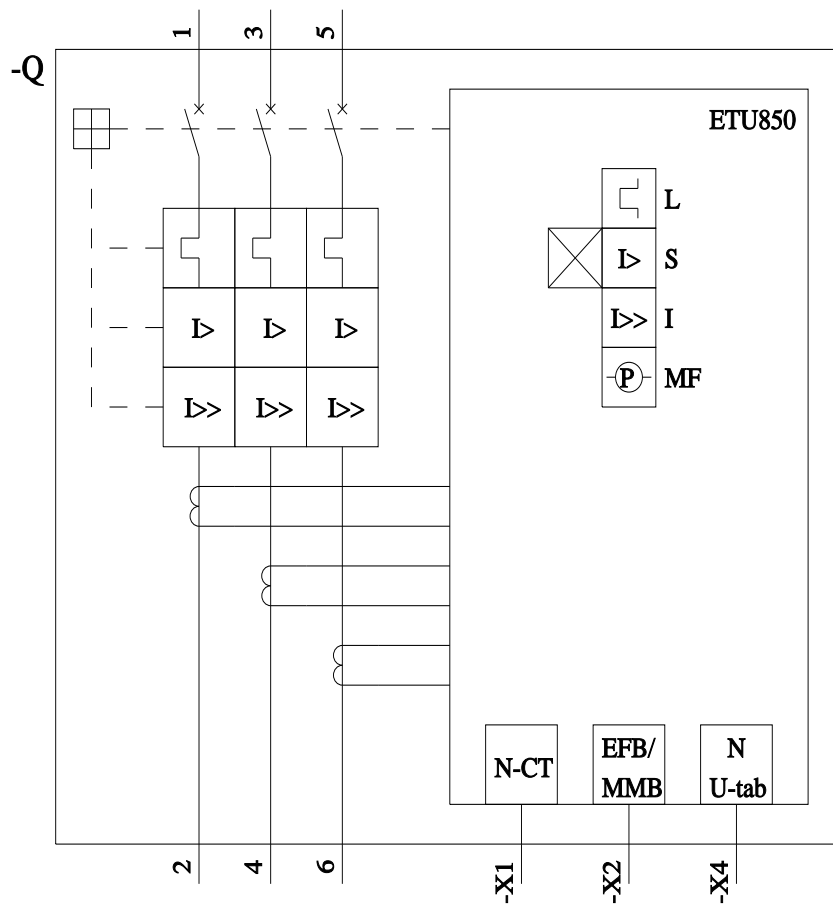 1 3 5
-Q
ETU850
L
I> S
I>> I
P MF
I> I> I>
I>> I>> I>>
N-CT
EFB/
MMB
N
U-tab
2 4 6
-X1 -X2 -X4